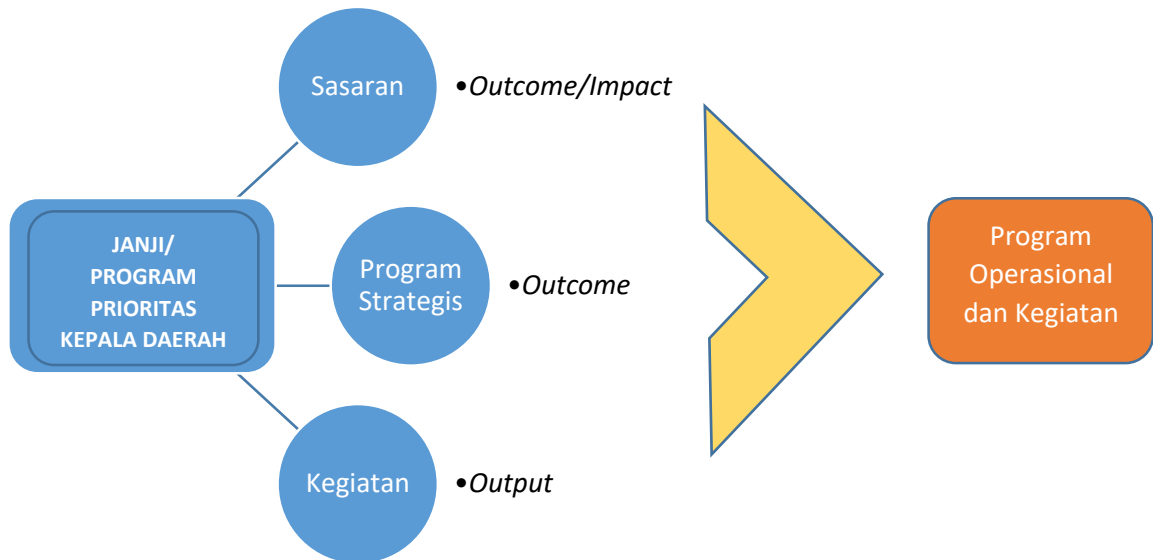 Sasaran
•Outcome/Impact
JANJI/
PROGRAM
PRIORITAS
KEPALA DAERAH
Program
Strategis
•Outcome
Kegiatan
•Output
Program
Operasional
dan Kegiatan